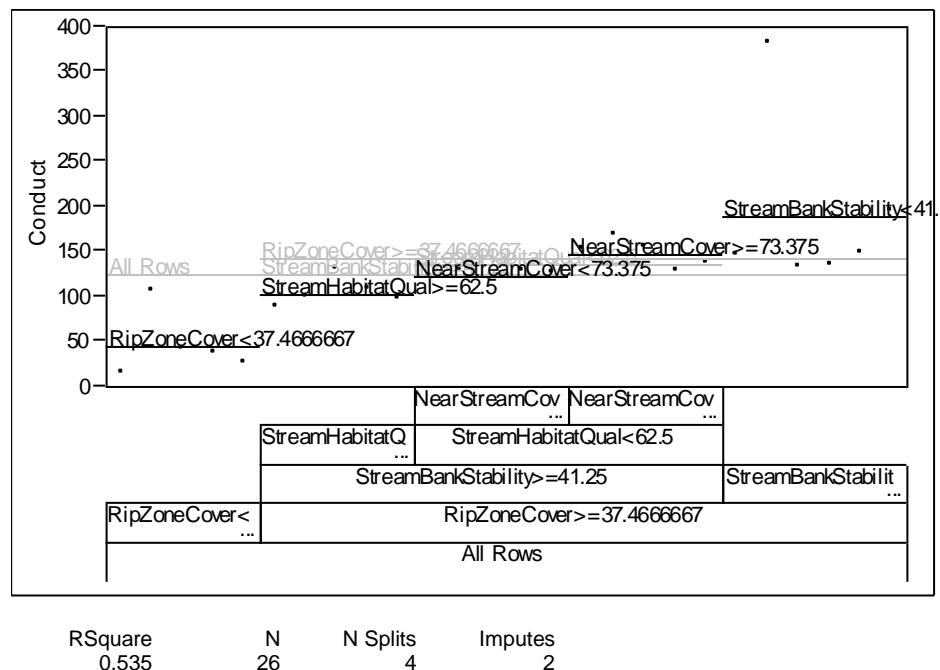 400
350
300
250
200
150
100
50
0
Conduct
StreamBankStability<41.
RipZoneCover>=37.4666667
NearStreamCover>=73.375
All Rows
NearStreamCover<73.375
StreamHabitatQual>=62.5
RipZoneCover<37.4666667
NearStreamCov ... NearStreamCov ...
StreamHabitatQ ... StreamHabitatQual<62.5
StreamBankStability>=41.25 StreamBankStabilit ...
RipZoneCover< ... RipZoneCover>=37.4666667
All Rows
RSquare N N Splits Imputes
0.535 26 4 2